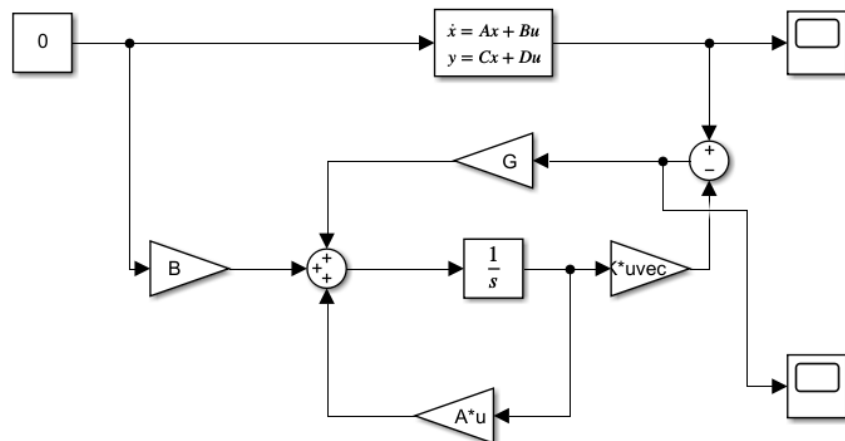 0
ẋ = Ax + Bu
y = Cx + Du
+
−
G
B
+
+
+
1
s
K*uvec
A*u